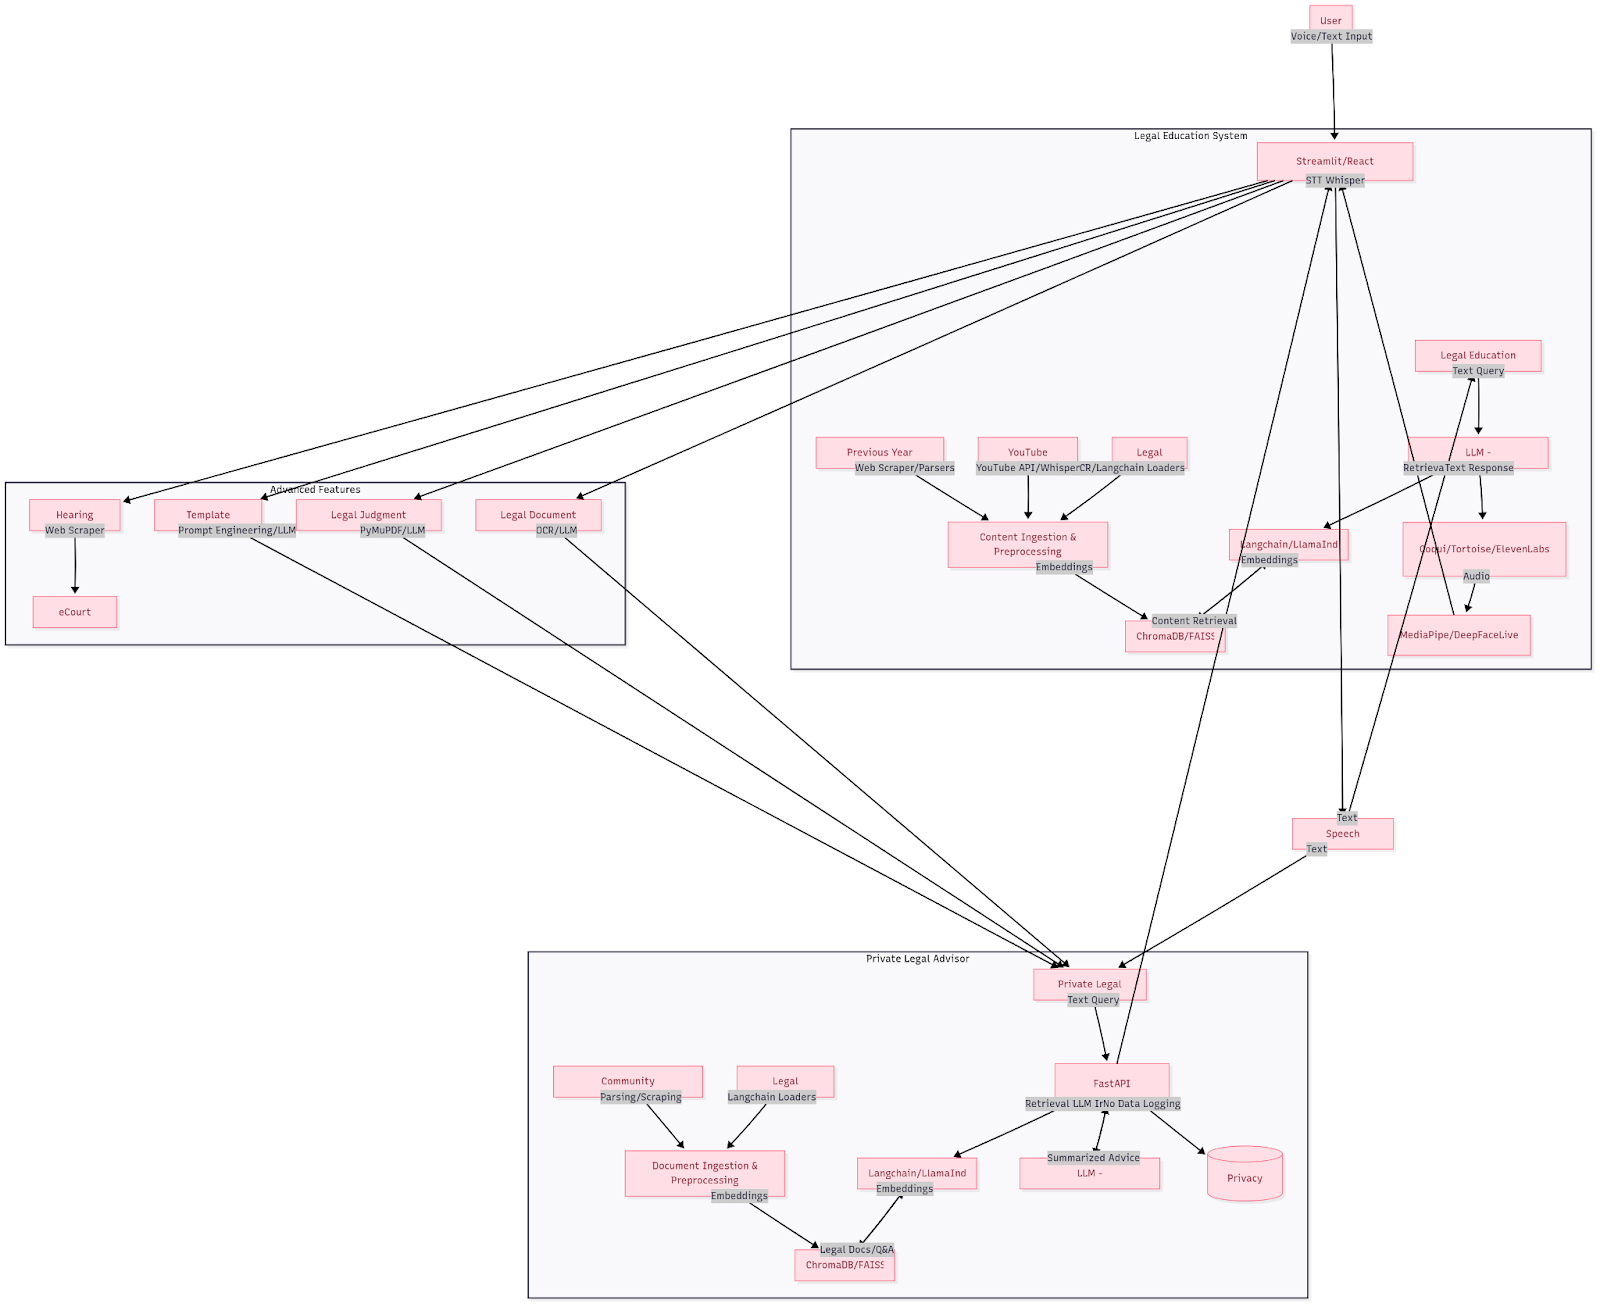 User
Voice/Text Input
Legal Education System
Streamlit/React
STT Whisper
Legal Education
Text Query
Previous Year
Web Scraper/Parsers
YouTube
YouTube API/Whisper
Legal
CR/Langchain Loaders
LLM -
Retrieva
Text Response
Content Ingestion &
Preprocessing
Embeddings
Langchain/LlamaInd
Embeddings
Coqui/Tortoise/ElevenLabs
Audio
Content Retrieval
ChromaDB/FAISS
MediaPipe/DeepFaceLive
Advanced Features
Hearing
Web Scraper
Template
Prompt Engineering/LLM
Legal Judgment
PyMuPDF/LLM
Legal Document
OCR/LLM
eCourt
Text
Speech
Text
Private Legal Advisor
Private Legal
Text Query
Community
Parsing/Scraping
Legal
Langchain Loaders
FastAPI
Retrieval
LLM
No Data Logging
Document Ingestion &
Preprocessing
Embeddings
Langchain/LlamaInd
Embeddings
Summarized Advice
LLM -
Privacy
Legal Docs/Q&A
ChromaDB/FAISS